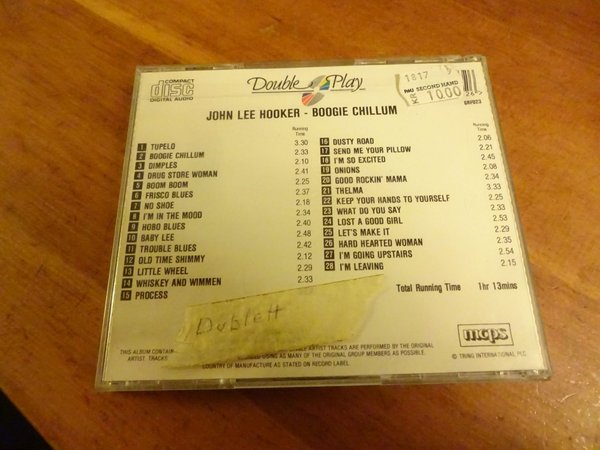 COMPACT
disc
DIGITAL AUDIO
Double Play
1817
RMJ SECOND HAND
KR 10.00
GRF023
JOHN LEE HOOKER - BOOGIE CHILLUM
Running Time
1 TUPELO 3.30
2 BOOGIE CHILLUM 2.33
3 DIMPLES 2.10
4 DRUG STORE WOMAN 2.41
5 BOOM BOOM 2.25
6 FRISCO BLUES
7 NO SHOE 2.18
8 I'M IN THE MOOD 2.34
9 HOBO BLUES
10 BABY LEE 2.48
11 TROUBLE BLUES 2.42
12 OLD TIME SHIMMY 2.12
13 LITTLE WHEEL 2.29
14 WHISKEY AND WIMMEN 2.33
15 PROCESS
Running Time
16 DUSTY ROAD 2.06
17 SEND ME YOUR PILLOW 2.21
18 I'M SO EXCITED 2.45
19 ONIONS 2.08
20 GOOD ROCKIN' MAMA
21 THELMA 3.33
22 KEEP YOUR HANDS TO YOURSELF
23 WHAT DO YOU SAY 2.33
24 LOST A GOOD GIRL 2.53
25 LET'S MAKE IT 2.29
26 HARD HEARTED WOMAN 2.35
27 I'M GOING UPSTAIRS 2.54
28 I'M LEAVING 2.15
Total Running Time 1hr 13mins
Dublett
mcps
THIS ALBUM CONTAIN
ARTIST TRACKS ARE PERFORMED BY THE ORIGINAL
ARTIST TRACKS USING AS MANY OF THE ORIGINAL GROUP MEMBERS AS POSSIBLE.
COUNTRY OF MANUFACTURE AS STATED ON RECORD LABEL
© TRING INTERNATIONAL PLC